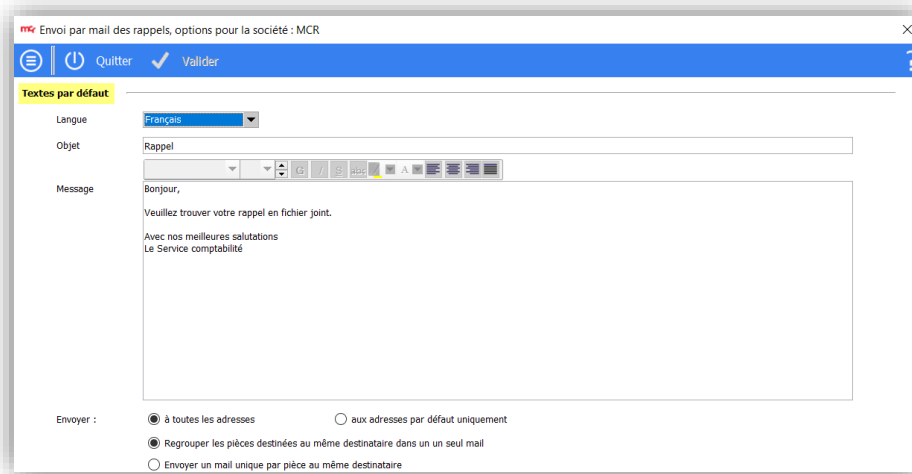 mcr Envoi par mail des rappels, options pour la société : MCR
Quitter Valider
Textes par défaut
Langue Français
Objet Rappel
G I S abc A
Message Bonjour,
Veuillez trouver votre rappel en fichier joint.
Avec nos meilleures salutations
Le Service comptabilité
Envoyer : à toutes les adresses aux adresses par défaut uniquement
Regrouper les pièces destinées au même destinataire dans un un seul mail
Envoyer un mail unique par pièce au même destinataire